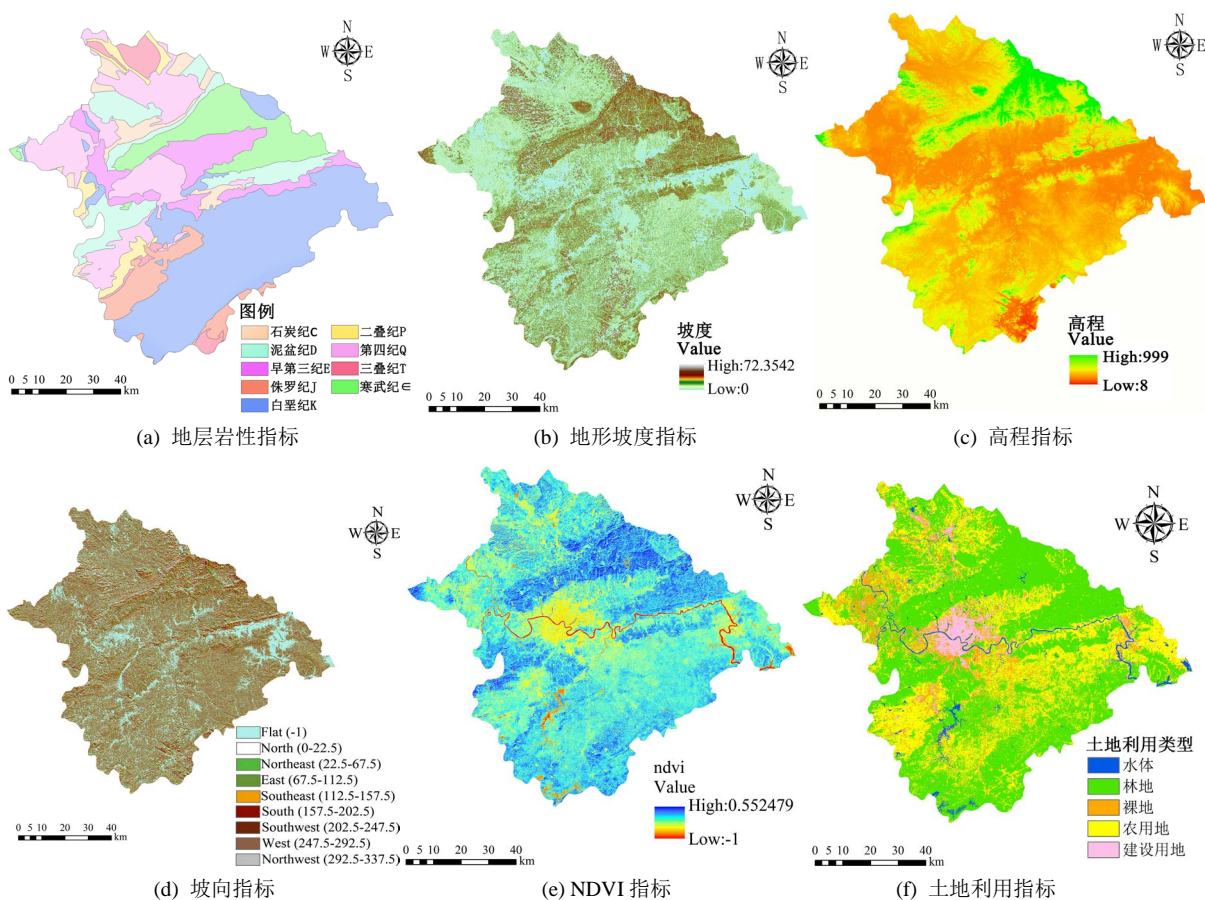 N
W E
S
图例
石炭纪C 二叠纪P
泥盆纪D 第四纪Q
早第三纪E 三叠纪T
侏罗纪J 寒武纪∈
白垩纪K
0 5 10 20 30 40
km
(a) 地层岩性指标
N
W E
S
坡度
Value
High:72.3542
Low:0
0 5 10 20 30 40
km
(b) 地形坡度指标
N
W E
S
高程
Value
High:999
Low:8
0 5 10 20 30 40
km
(c) 高程指标
N
W E
S
Flat (-1)
North (0-22.5)
Northeast (22.5-67.5)
East (67.5-112.5)
Southeast (112.5-157.5)
South (157.5-202.5)
Southwest (202.5-247.5)
West (247.5-292.5)
Northwest (292.5-337.5)
0 5 10 20 30 40
km
(d) 坡向指标
N
W E
S
ndvi
Value
High:0.552479
Low:-1
0 5 10 20 30 40
km
(e) NDVI 指标
N
W E
S
土地利用类型
水体
林地
裸地
农用地
建设用地
0 5 10 20 30 40
km
(f) 土地利用指标